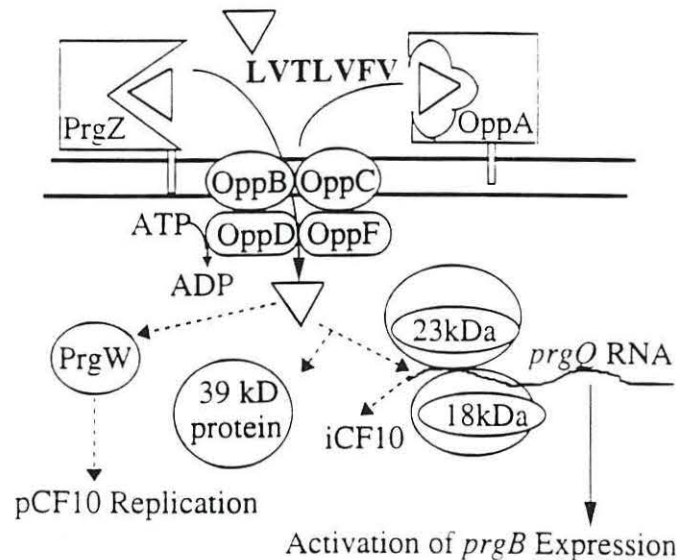 LVTLVFV
PrgZ
OppA
OppB
OppC
ATP
OppD
OppF
ADP
23kDa
prgQ RNA
PrgW
39 kD
protein
iCF10
18kDa
pCF10 Replication
Activation of prgB Expression